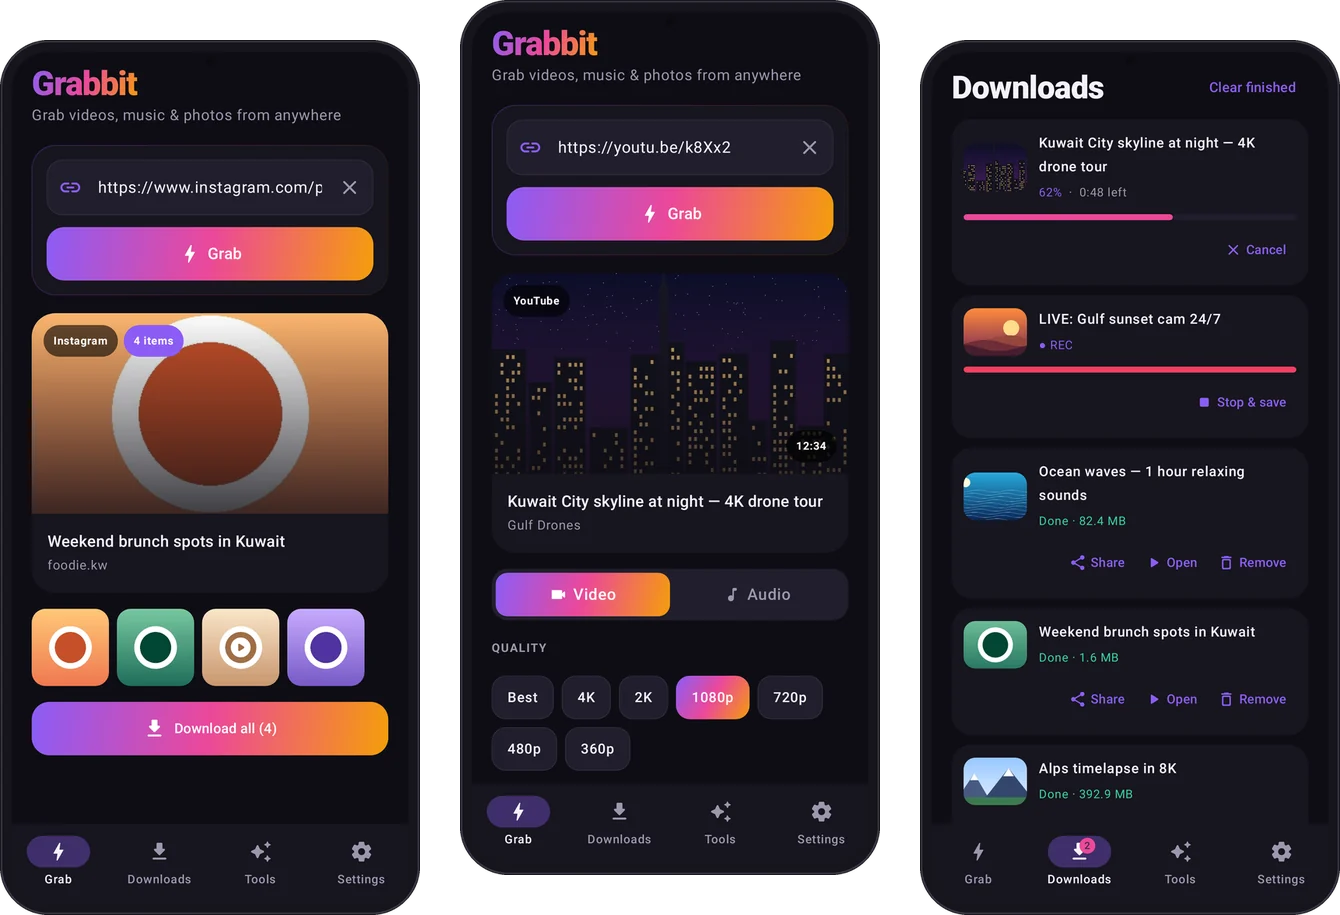 Grabbit
Grab videos, music & photos from anywhere
https://www.instagram.com/p
Grab
Instagram
4 items
Weekend brunch spots in Kuwait
foodie.kw
Download all (4)
Grab
Downloads
Tools
Settings
Grabbit
Grab videos, music & photos from anywhere
https://youtu.be/k8Xx2
Grab
YouTube
12:34
Kuwait City skyline at night — 4K drone tour
Gulf Drones
Video
Audio
QUALITY
Best
4K
2K
1080p
720p
480p
360p
Grab
Downloads
Tools
Settings
Downloads
Clear finished
Kuwait City skyline at night — 4K
drone tour
62% · 0:48 left
Cancel
LIVE: Gulf sunset cam 24/7
• REC
Stop & save
Ocean waves — 1 hour relaxing
sounds
Done · 82.4 MB
Share
Open
Remove
Weekend brunch spots in Kuwait
Done · 1.6 MB
Share
Open
Remove
Alps timelapse in 8K
Done · 392.9 MB
2
Grab
Downloads
Tools
Settings